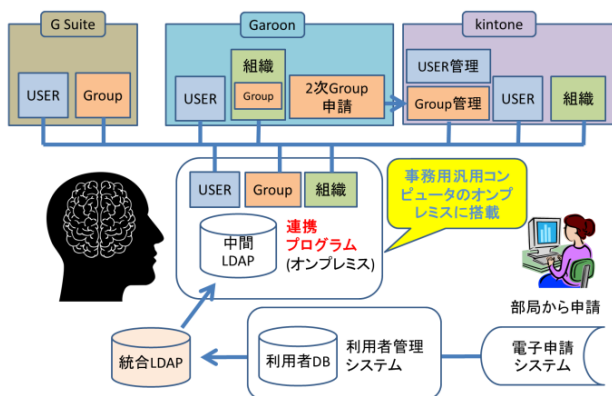 G Suite
Garoon
kintone
USER
Group
USER
組織
Group
2次Group
申請
USER管理
Group管理
USER
組織
USER
Group
組織
中間
LDAP
連携
プログラム
(オンプレミス)
事務用汎用コン
ピュータのオンプ
レミスに搭載
部局から申請
統合LDAP
利用者DB
利用者管理
システム
電子申請
システム